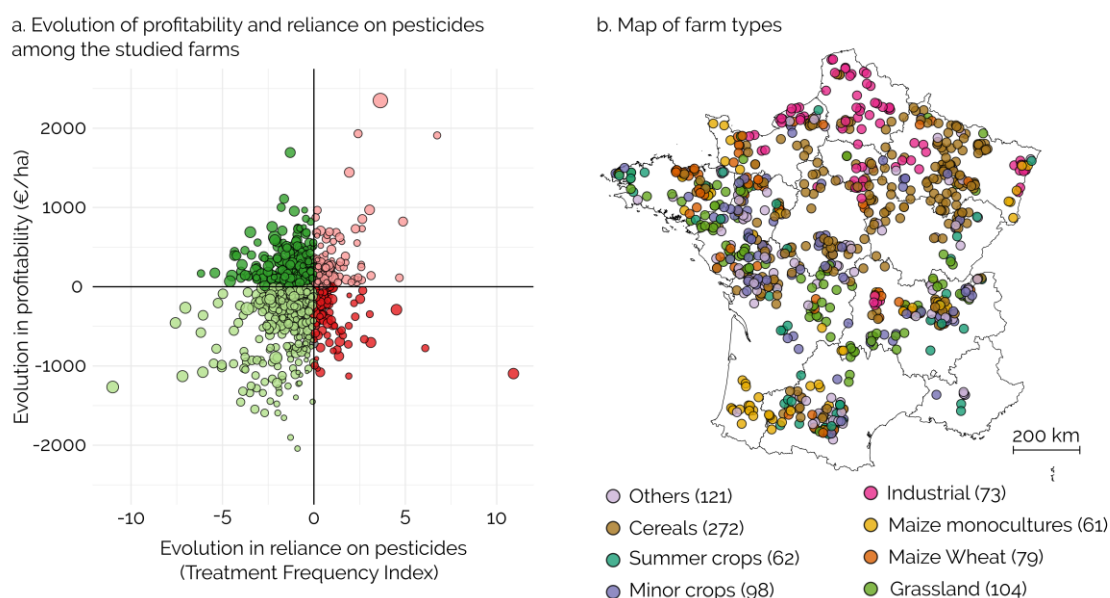 a. Evolution of profitability and reliance on pesticides
among the studied farms
2000
1000
0
-1000
-2000
Evolution in profitability (€/ha)
-10
-5
0
5
10
Evolution in reliance on pesticides
(Treatment Frequency Index)
b. Map of farm types
200 km
Others (121)
Cereals (272)
Summer crops (62)
Minor crops (98)
Industrial (73)
Maize monocultures (61)
Maize Wheat (79)
Grassland (104)